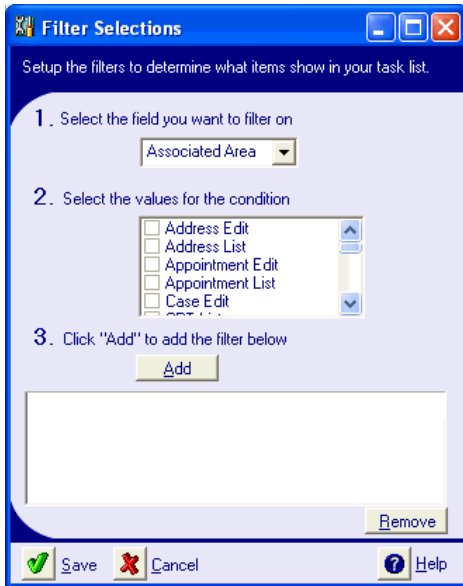 Filter Selections
Setup the filters to determine what items show in your task list.
1. Select the field you want to filter on
Associated Area
2. Select the values for the condition
Address Edit
Address List
Appointment Edit
Appointment List
Case Edit
3. Click "Add" to add the filter below
Add
Remove
Save Cancel Help